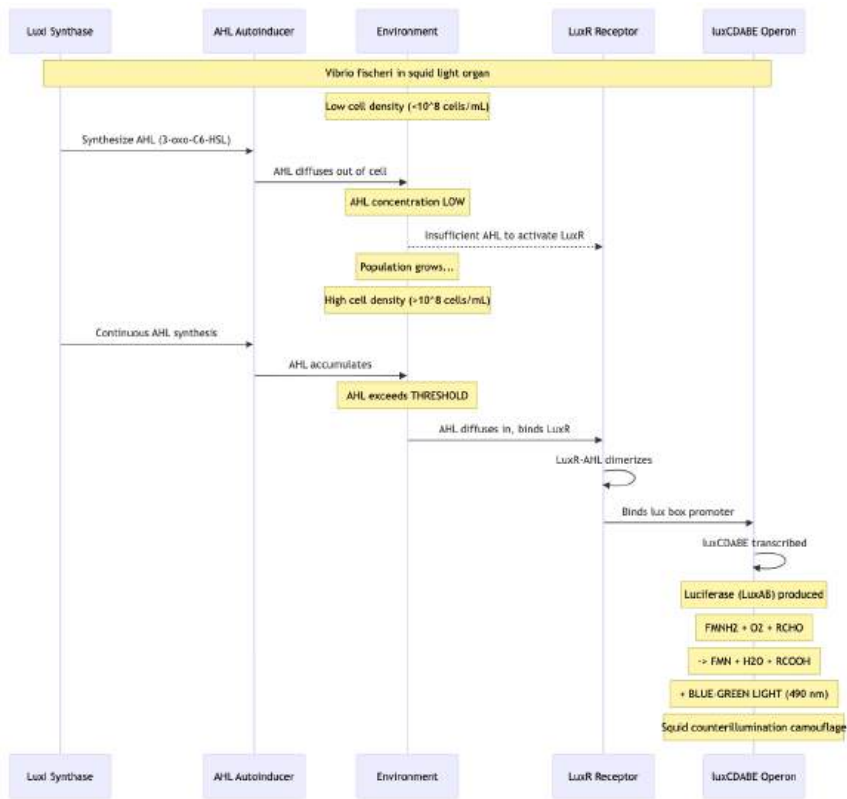 LuxI Synthase
AHL Autoinducer
Environment
LuxR Receptor
luxCDABE Operon
Vibrio fischeri in squid light organ
Low cell density (<10^8 cells/mL)
Synthesize AHL (3-oxo-C6-HSL)
AHL diffuses out of cell
AHL concentration LOW
Insufficient AHL to activate LuxR
Population grows...
High cell density (>10^8 cells/mL)
Continuous AHL synthesis
AHL accumulates
AHL exceeds THRESHOLD
AHL diffuses in, binds LuxR
LuxR-AHL dimerizes
Binds lux box promoter
luxCDABE transcribed
Luciferase (LuxAB) produced
FMNH2 + O2 + RCHO
-> FMN + H2O + RCOOH
+ BLUE-GREEN LIGHT (490 nm)
Squid counterillumination camouflage
LuxI Synthase
AHL Autoinducer
Environment
LuxR Receptor
luxCDABE Operon